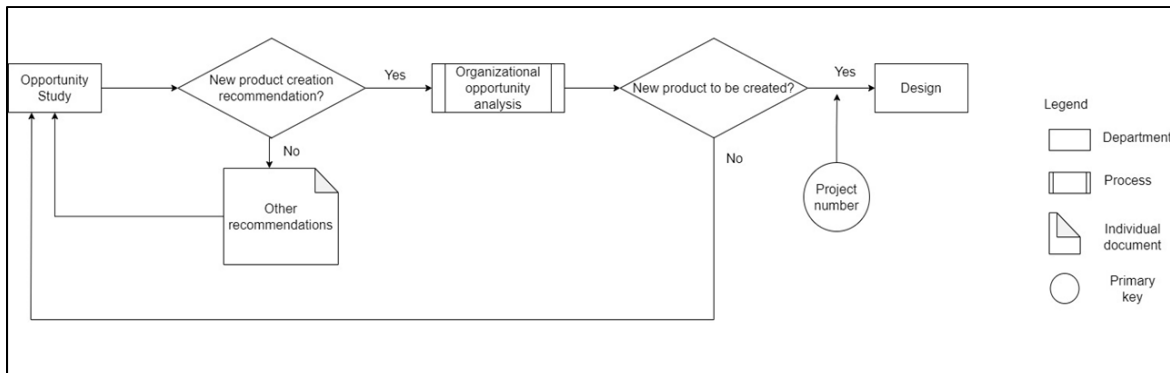 Opportunity
Study
New product creation
recommendation?
Yes
Organizational
opportunity
analysis
New product to be created?
Yes
Design
No
Other
recommendations
No
Project
number
Legend
Department
Process
Individual
document
Primary
key